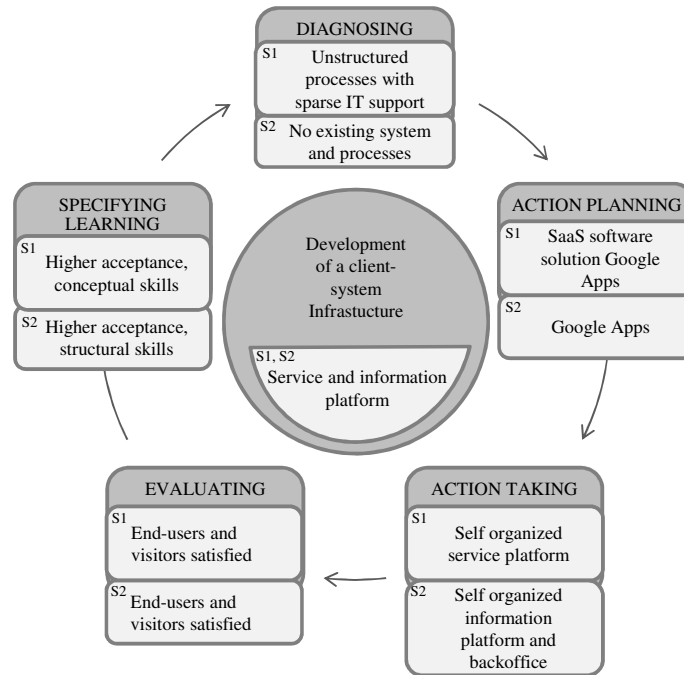 DIAGNOSING
S1
Unstructured
processes with
sparse IT support
S2
No existing system
and processes
ACTION PLANNING
S1
SaaS software
solution Google
Apps
S2
Google Apps
ACTION TAKING
S1
Self organized
service platform
S2
Self organized
information
platform and
backoffice
EVALUATING
S1
End-users and
visitors satisfied
S2
End-users and
visitors satisfied
SPECIFYING
LEARNING
S1
Higher acceptance,
conceptual skills
S2
Higher acceptance,
structural skills
Development
of a client-
system
Infrastucture
S1, S2
Service and information
platform